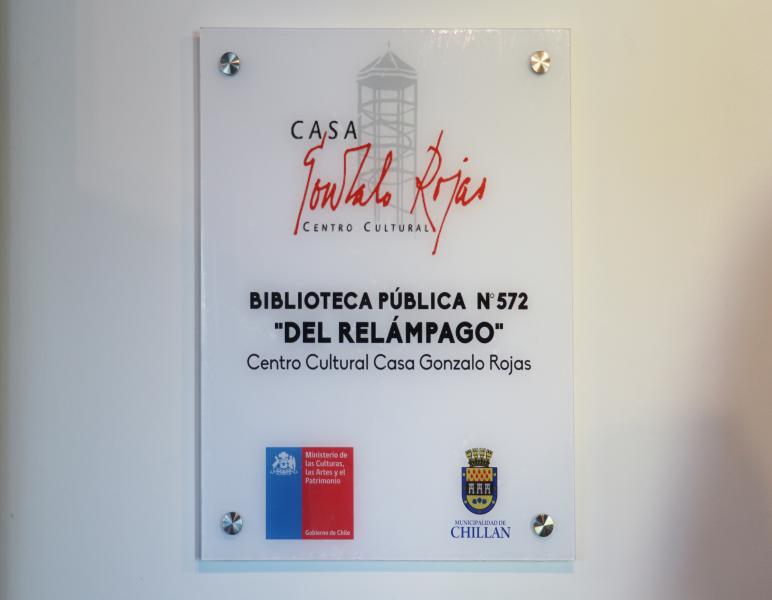 CASA
Gonzalo Rojas
CENTRO CULTURAL
BIBLIOTECA PÚBLICA N°572
"DEL RELÁMPAGO"
Centro Cultural Casa Gonzalo Rojas
Ministerio de
las Culturas,
las Artes y el
Patrimonio
Gobierno de Chile
MUNICIPALIDAD DE
CHILLAN